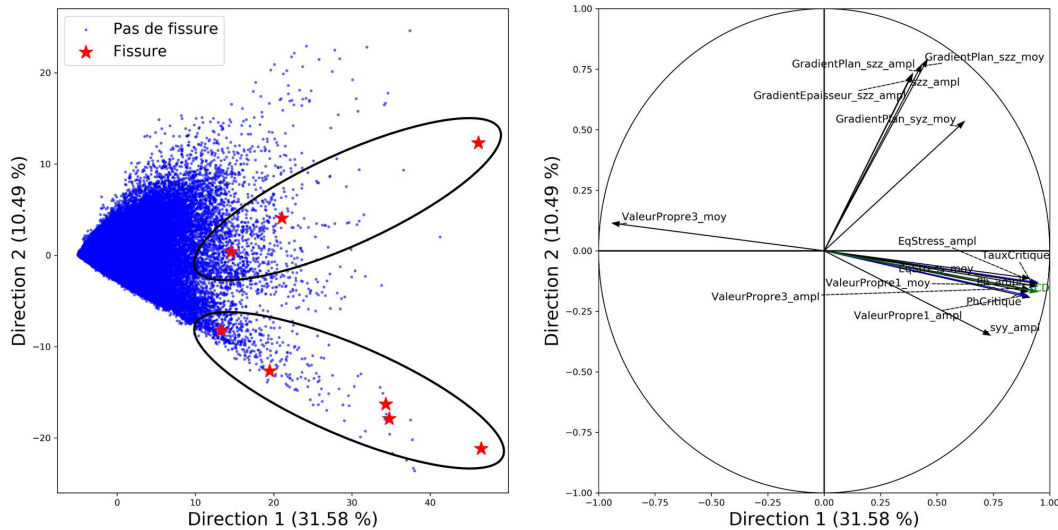 Pas de fissure
Fissure
20
10
0
−10
−20
0
10
20
30
40
Direction 2 (10.49 %)
Direction 1 (31.58 %)
1.00
0.75
0.50
0.25
0.00
−0.25
−0.50
−0.75
−1.00
−1.00
−0.75
−0.50
−0.25
0.00
0.25
0.50
0.75
1.00
Direction 2 (10.49 %)
Direction 1 (31.58 %)
GradientPlan_szz_moy
GradientPlan_szz_ampl
szz_ampl
GradientEpaisseur_szz_ampl
GradientPlan_syz_moy
ValeurPropre3_moy
EqStress_ampl
TauxCritique
EqStress_moy
ValeurPropre1_moy
ValeurPropre3_ampl
PhCritique
ValeurPropre1_ampl
syy_ampl